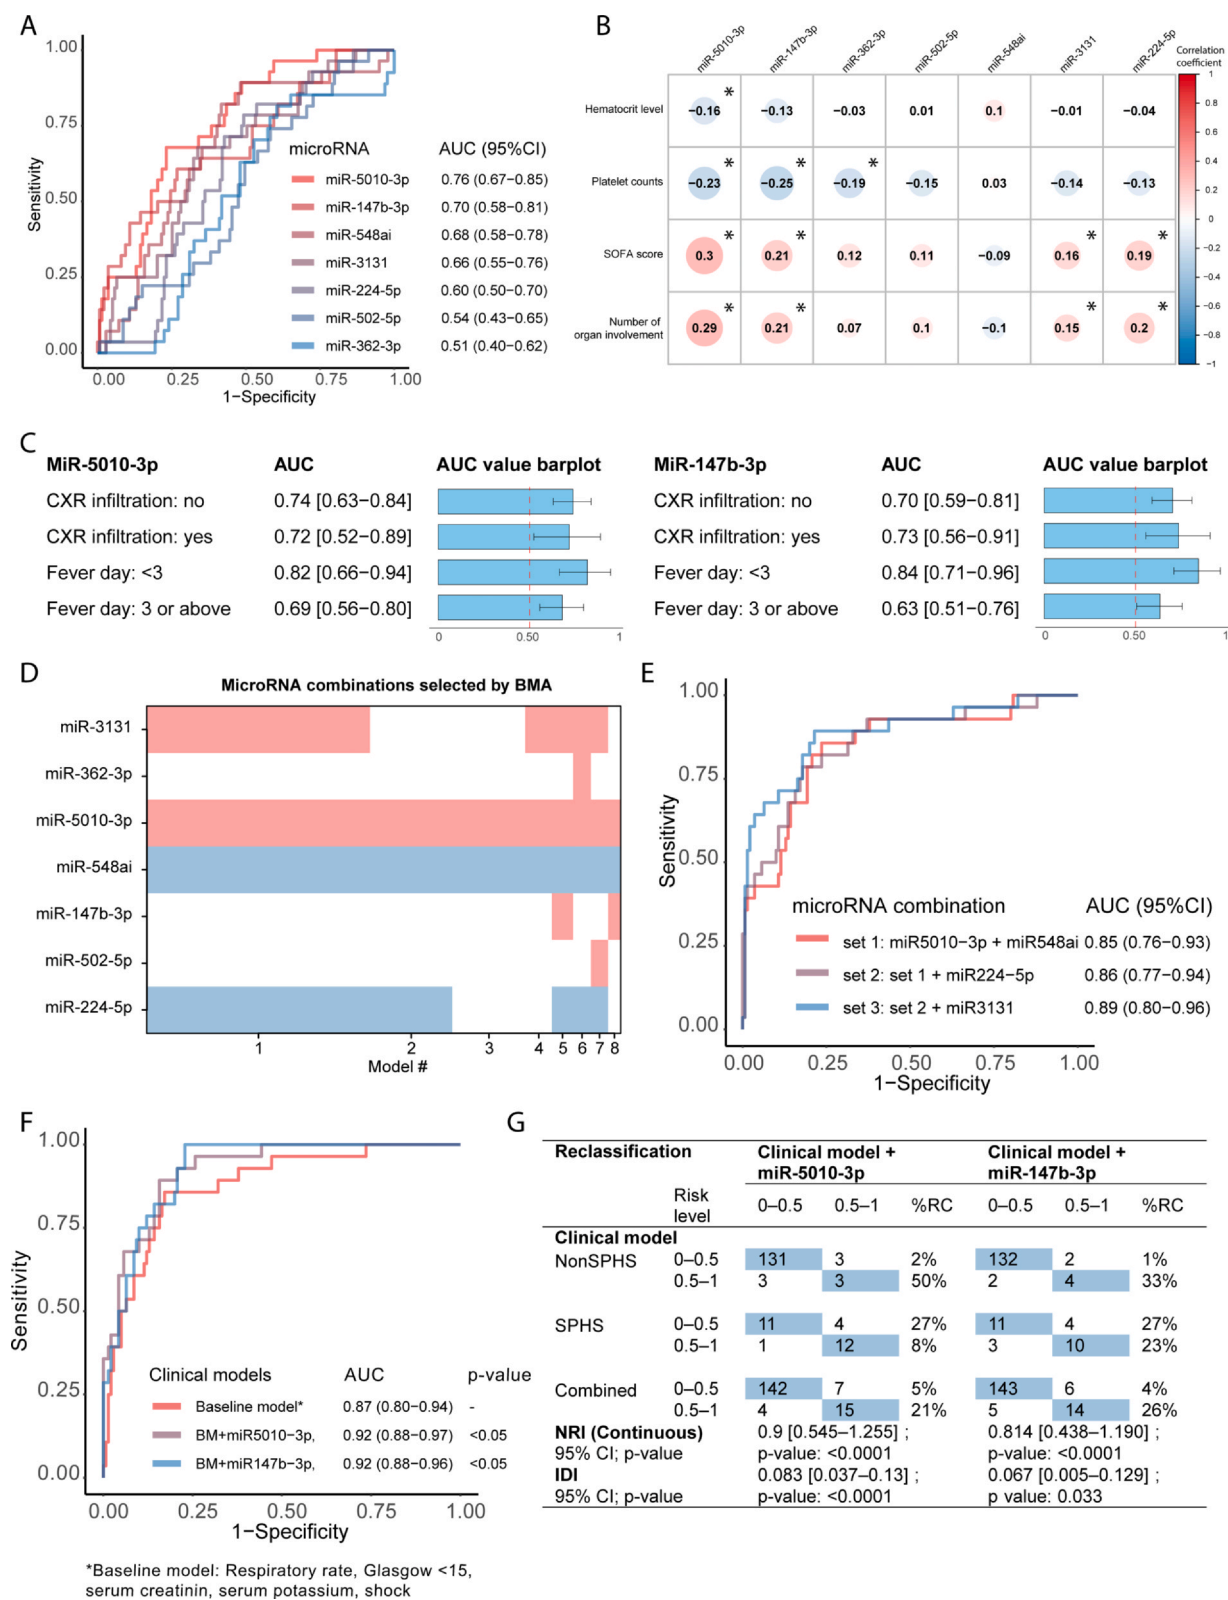 A
1.00
0.75
0.50
0.25
0.00
Sensitivity
0.00 0.25 0.50 0.75 1.00
1−Specificity
microRNA AUC (95%CI)
miR−5010−3p 0.76 (0.67−0.85)
miR−147b−3p 0.70 (0.58−0.81)
miR−548ai 0.68 (0.58−0.78)
miR−3131 0.66 (0.55−0.76)
miR−224−5p 0.60 (0.50−0.70)
miR−502−5p 0.54 (0.43−0.65)
miR−362−3p 0.51 (0.40−0.62)
B
miR−5010−3p miR−147b−3p miR−362−3p miR−502−5p miR−548ai miR−3131 miR−224−5p
Correlation
coefficient
Hematocrit level −0.16 * −0.13 −0.03 0.01 0.1 −0.01 −0.04
Platelet counts −0.23 * −0.25 * −0.19 * −0.15 0.03 −0.14 −0.13
SOFA score 0.3 * 0.21 * 0.12 0.11 −0.09 0.16 * 0.19 *
Number of
organ involvement 0.29 * 0.21 * 0.07 0.1 −0.1 0.15 * 0.2 *
1
0.8
0.6
0.4
0.2
0
−0.2
−0.4
−0.6
−0.8
−1
C
MiR−5010−3p AUC AUC value barplot
CXR infiltration: no 0.74 [0.63−0.84]
CXR infiltration: yes 0.72 [0.52−0.89]
Fever day: <3 0.82 [0.66−0.94]
Fever day: 3 or above 0.69 [0.56−0.80]
0 0.50 1
MiR−147b−3p AUC AUC value barplot
CXR infiltration: no 0.70 [0.59−0.81]
CXR infiltration: yes 0.73 [0.56−0.91]
Fever day: <3 0.84 [0.71−0.96]
Fever day: 3 or above 0.63 [0.51−0.76]
0 0.50 1
D
MicroRNA combinations selected by BMA
miR−3131
miR−362−3p
miR−5010−3p
miR−548ai
miR−147b−3p
miR−502−5p
miR−224−5p
1 2 3 4 5 6 7 8
Model #
E
1.00
0.75
0.50
0.25
0.00
Sensitivity
0.00 0.25 0.50 0.75 1.00
1−Specificity
microRNA combination AUC (95%CI)
set 1: miR5010−3p + miR548ai 0.85 (0.76−0.93)
set 2: set 1 + miR224−5p 0.86 (0.77−0.94)
set 3: set 2 + miR3131 0.89 (0.80−0.96)
F
1.00
0.75
0.50
0.25
0.00
Sensitivity
0.00 0.25 0.50 0.75 1.00
1−Specificity
Clinical models AUC p-value
Baseline model* 0.87 (0.80−0.94) -
BM+miR5010−3p, 0.92 (0.88−0.97) <0.05
BM+miR147b−3p, 0.92 (0.88−0.96) <0.05
*Baseline model: Respiratory rate, Glasgow <15,
serum creatinin, serum potassium, shock
G
Reclassification Clinical model + Clinical model +
miR−5010−3p miR−147b−3p
Risk
level 0–0.5 0.5–1 %RC 0–0.5 0.5–1 %RC
Clinical model
NonSPHS 0–0.5 131 3 2% 132 2 1%
0.5–1 3 3 50% 2 4 33%
SPHS 0–0.5 11 4 27% 11 4 27%
0.5–1 1 12 8% 3 10 23%
Combined 0–0.5 142 7 5% 143 6 4%
0.5–1 4 15 21% 5 14 26%
NRI (Continuous) 0.9 [0.545–1.255] ; 0.814 [0.438–1.190] ;
95% CI; p-value p-value: <0.0001 p-value: <0.0001
IDI 0.083 [0.037–0.13] ; 0.067 [0.005–0.129] ;
95% CI; p-value p-value: <0.0001 p value: 0.033